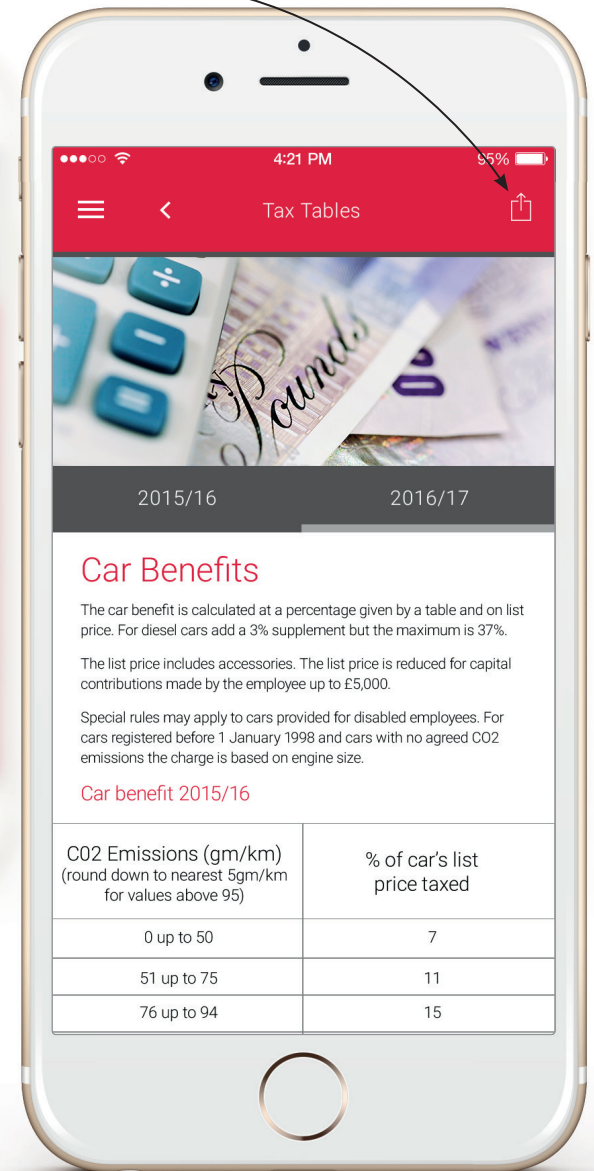 4:21 PM
95%
Tax Tables
Pounds
2015/16
2016/17
Car Benefits
The car benefit is calculated at a percentage given by a table and on list
price. For diesel cars add a 3% supplement but the maximum is 37%.
The list price includes accessories. The list price is reduced for capital
contributions made by the employee up to £5,000.
Special rules may apply to cars provided for disabled employees. For
cars registered before 1 January 1998 and cars with no agreed CO2
emissions the charge is based on engine size.
Car benefit 2015/16
C02 Emissions (gm/km)
(round down to nearest 5gm/km
for values above 95)
% of car’s list
price taxed
0 up to 50
7
51 up to 75
11
76 up to 94
15